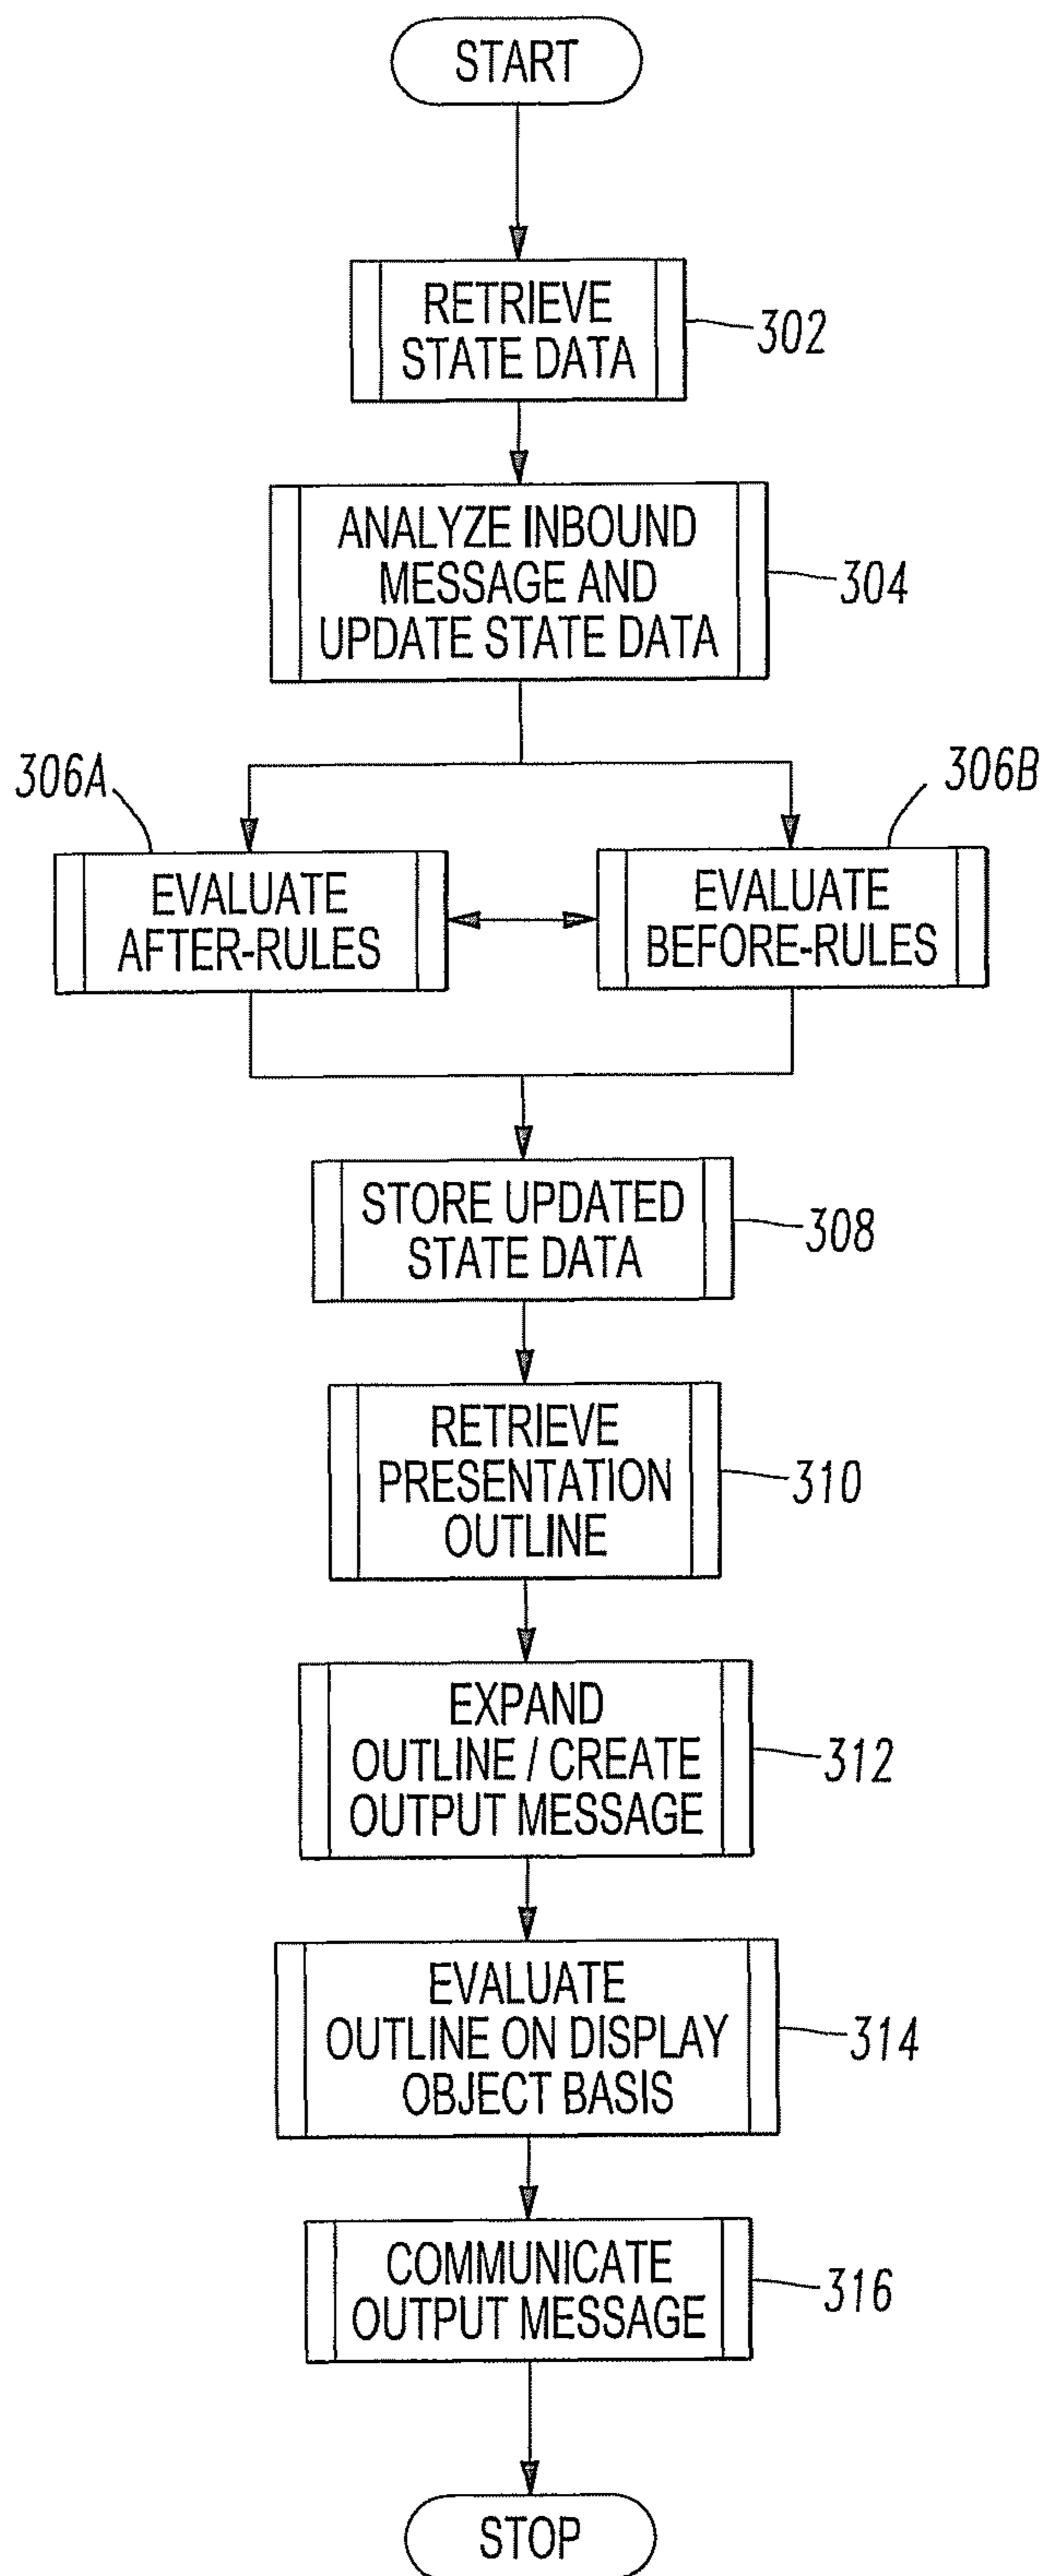 START
RETRIEVE
STATE DATA
302
ANALYZE INBOUND
MESSAGE AND
UPDATE STATE DATA
304
306A
306B
EVALUATE
AFTER-RULES
EVALUATE
BEFORE-RULES
STORE UPDATED
STATE DATA
308
RETRIEVE
PRESENTATION
OUTLINE
310
EXPAND
OUTLINE / CREATE
OUTPUT MESSAGE
312
EVALUATE
OUTLINE ON DISPLAY
OBJECT BASIS
314
COMMUNICATE
OUTPUT MESSAGE
316
STOP